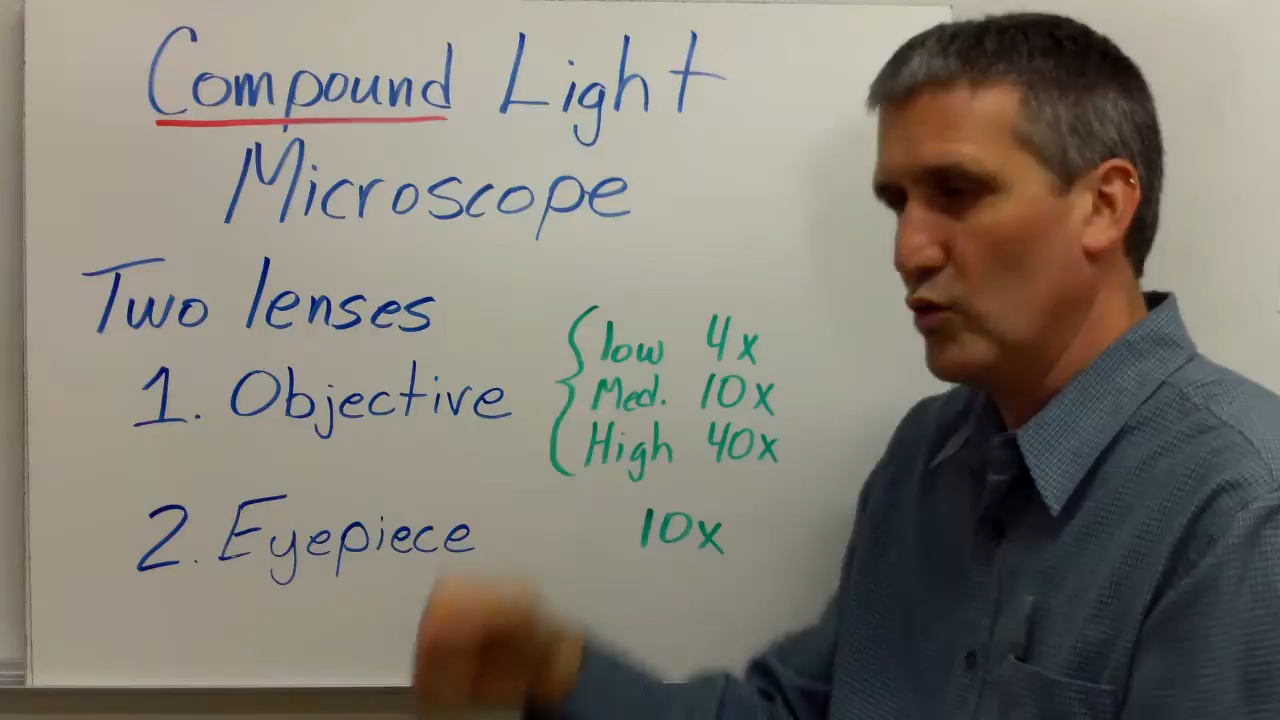 Compound Light
Microscope
Two lenses
1. Objective
low 4x
Med. 10x
High 40x
2. Eyepiece 10x